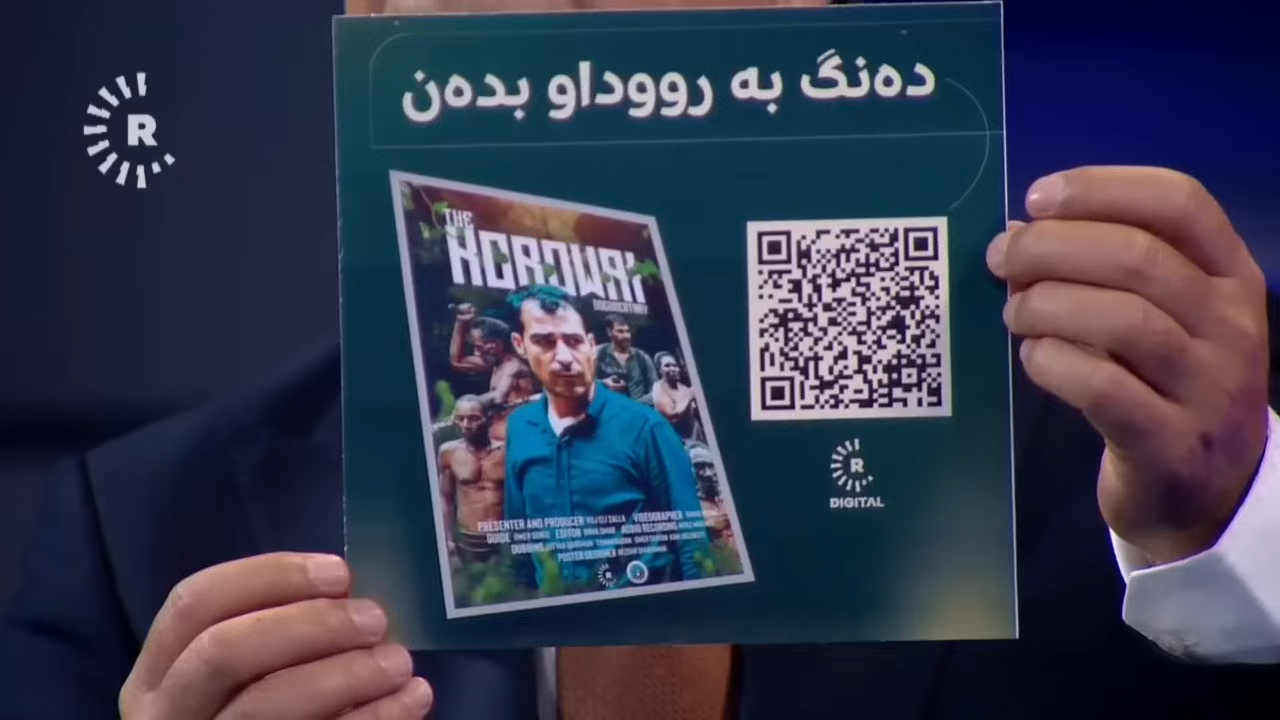 R
دەنگ بە رووداو بدەن
THE
KOROWAI
DOCUMENTARY
PRESENTER AND PRODUCER VIDEOGRAPHER
GUIDE EDITOR AUDIO RECORDING
DUBBING
POSTER DESIGNER
R
DIGITAL